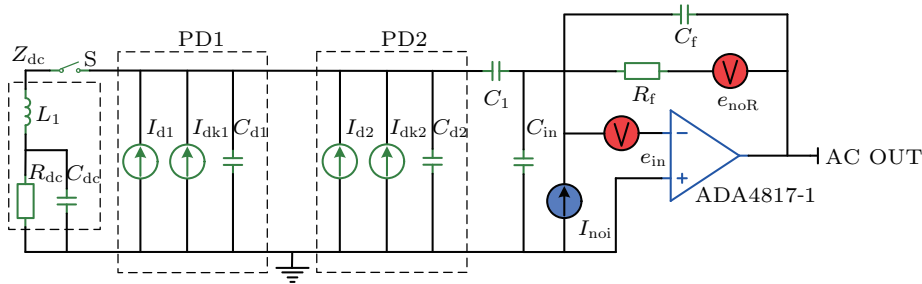 PD1
PD2
Z_dc
S
C_f
L_1
C_1
R_f
e_noR
I_d1
I_dk1
C_d1
I_d2
I_dk2
C_d2
C_in
e_in
AC OUT
R_dc
C_dc
ADA4817-1
I_noi